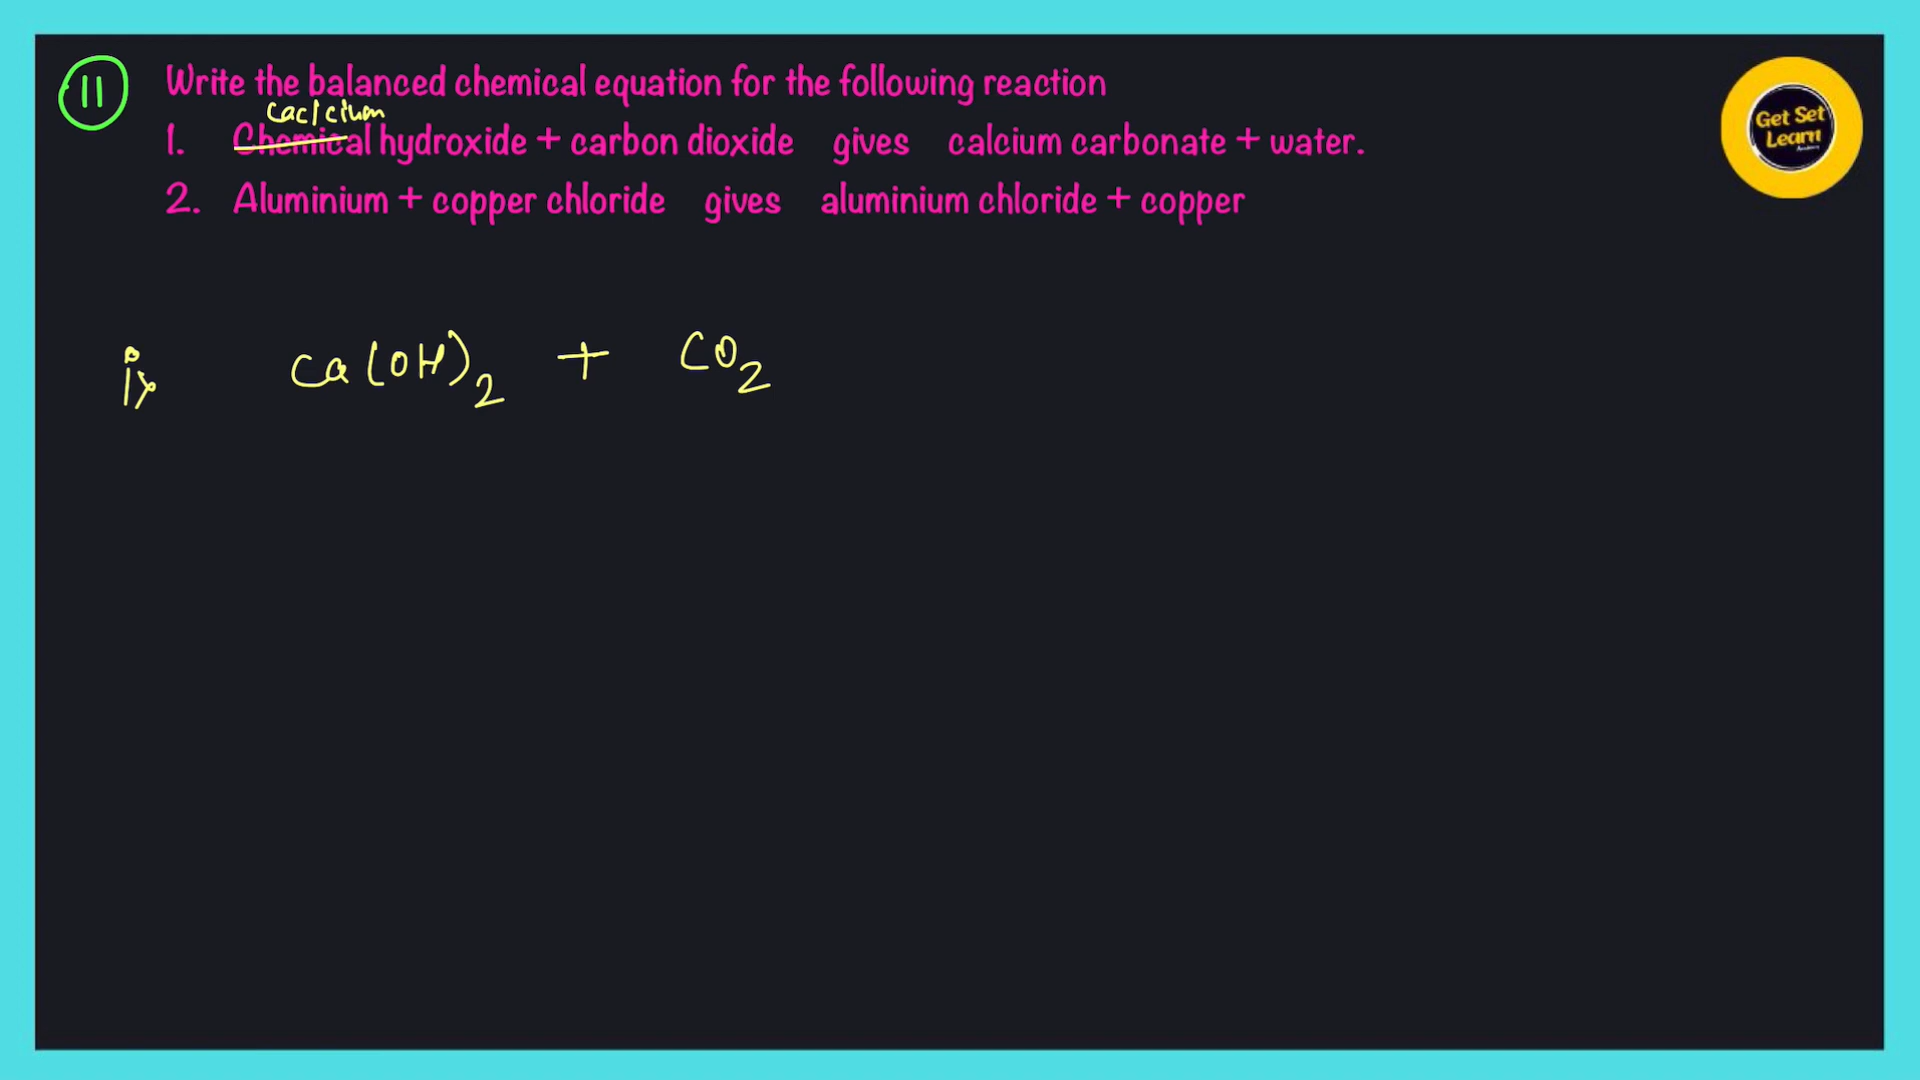 11 Write the balanced chemical equation for the following reaction
caclcium
1. Chemical hydroxide + carbon dioxide gives calcium carbonate + water.
2. Aluminium + copper chloride gives aluminium chloride + copper
Get Set
Learn
i) Ca(OH)₂ + CO₂